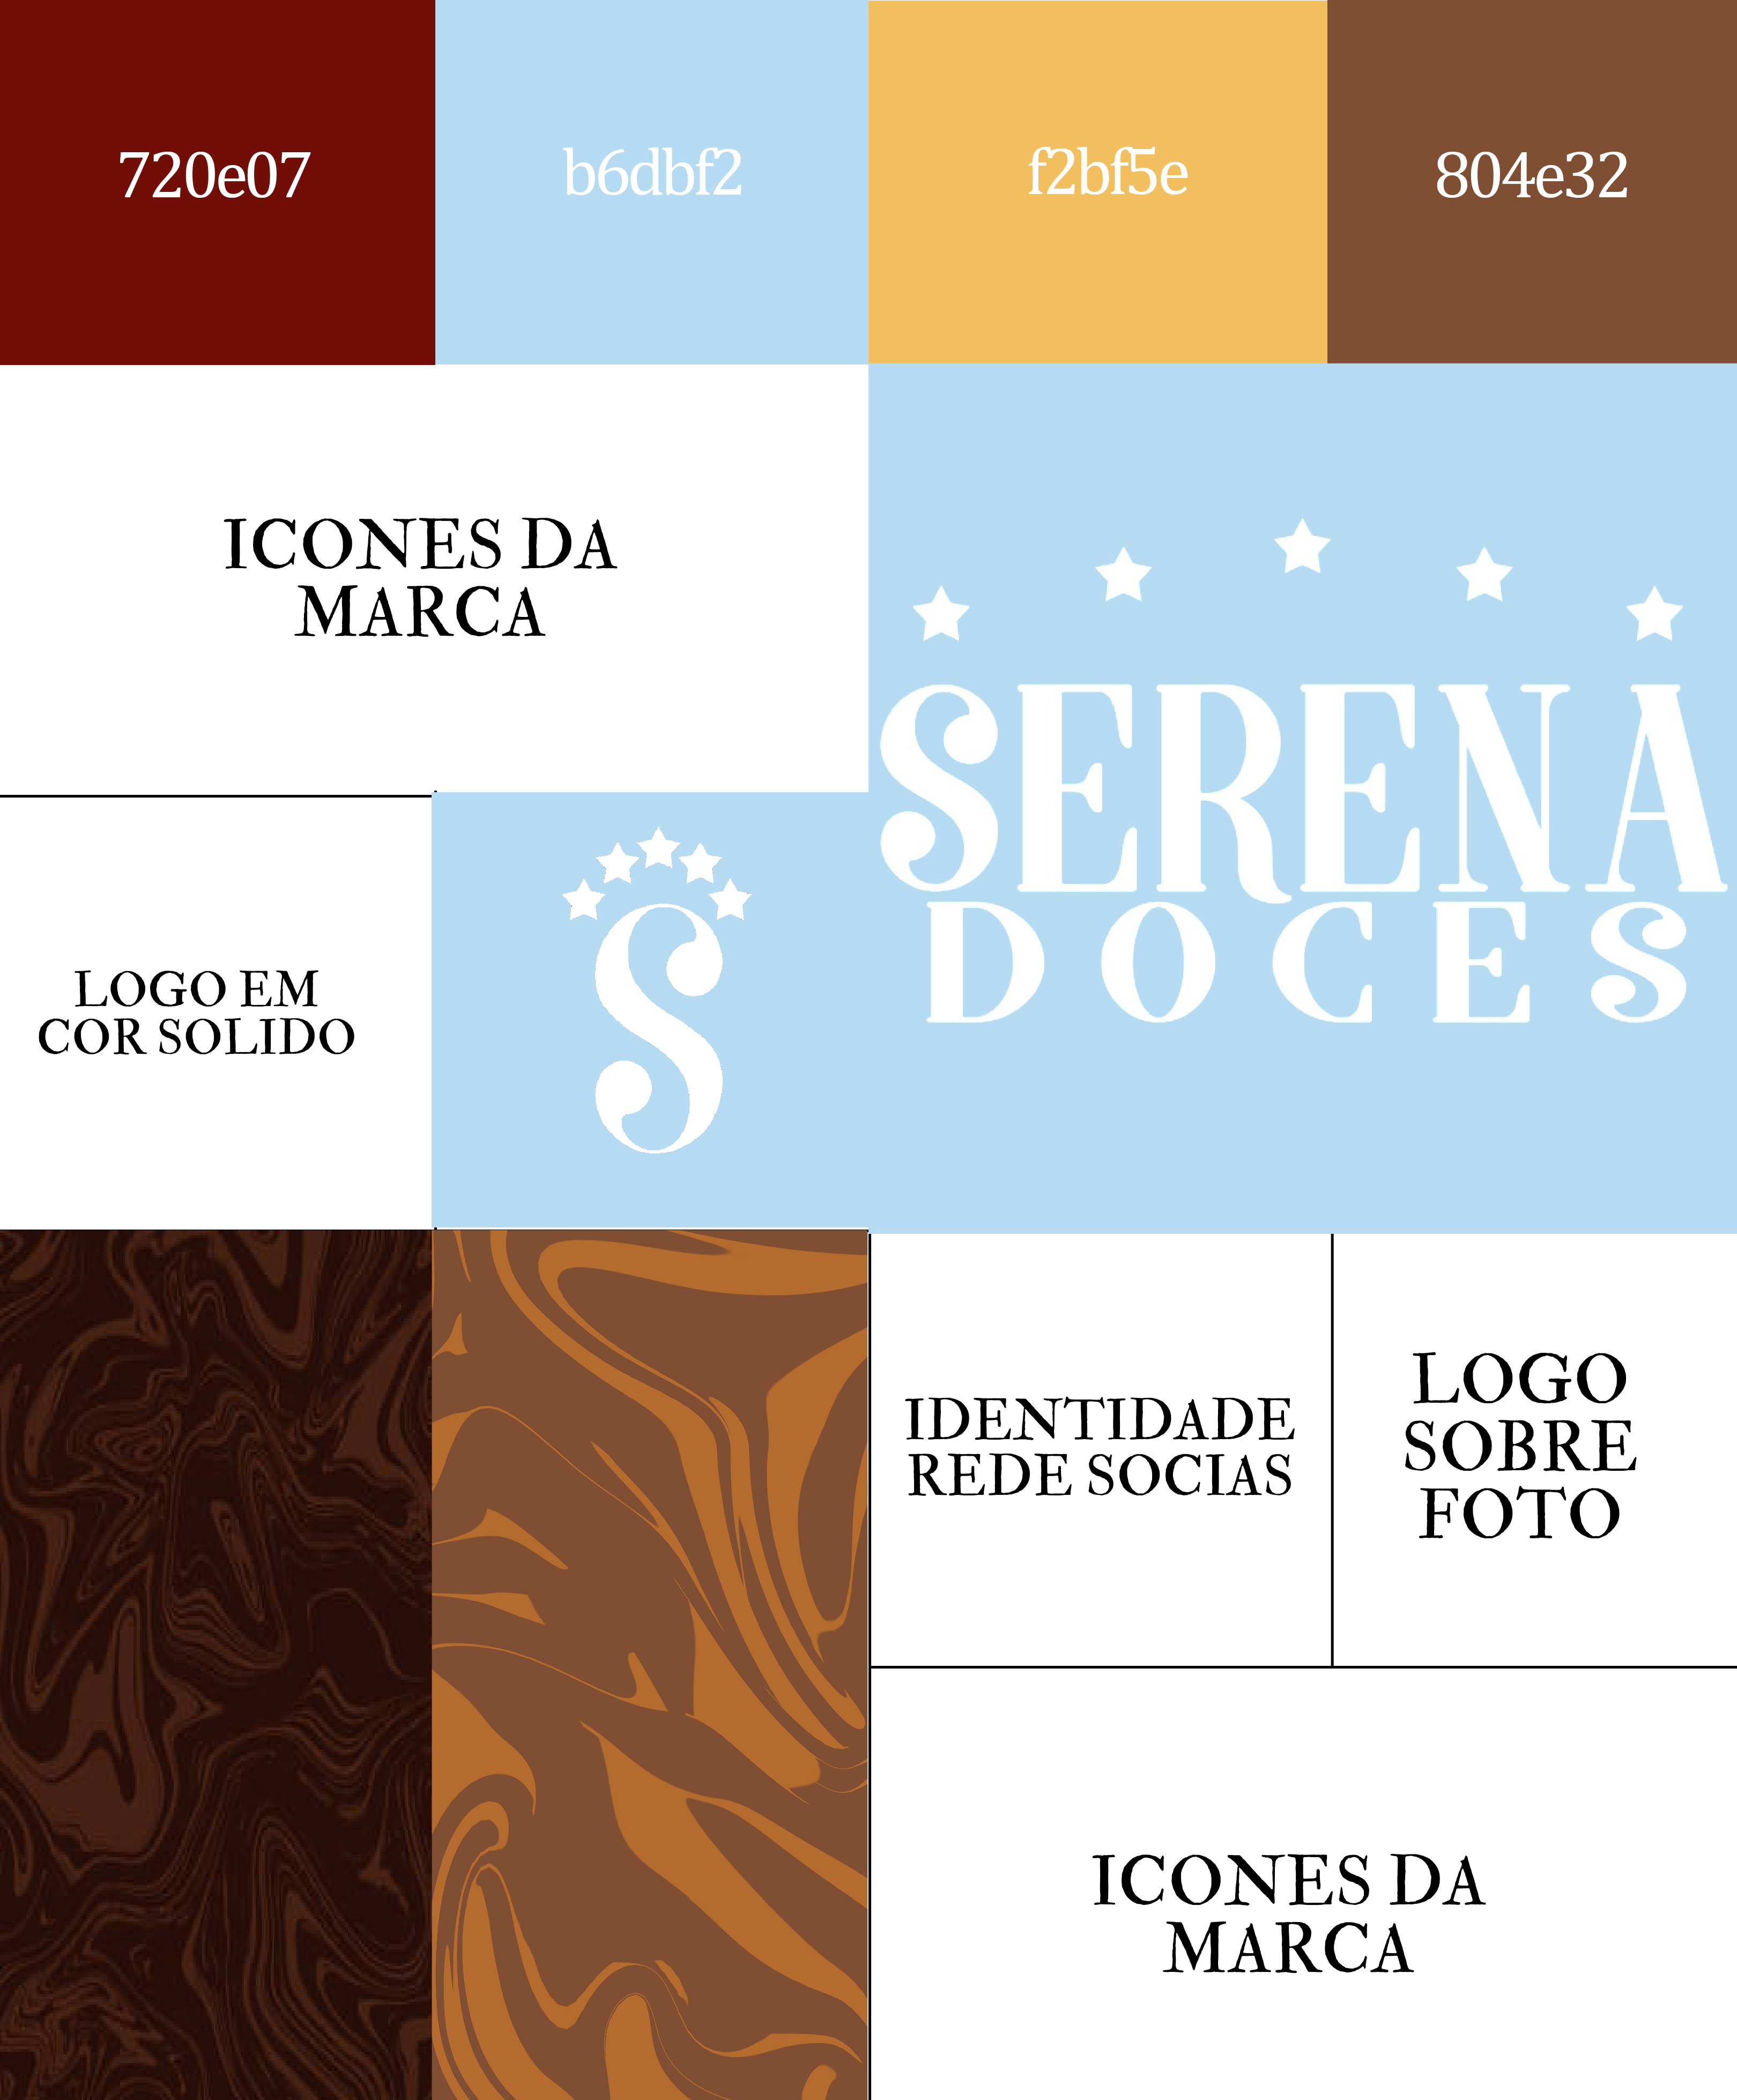 720e07
b6dbf2
f2bf5e
804e32
ICONES DA
MARCA
SERENA
DOCES
LOGO EM
COR SOLIDO
S
IDENTIDADE
REDE SOCIAS
LOGO
SOBRE
FOTO
ICONES DA
MARCA